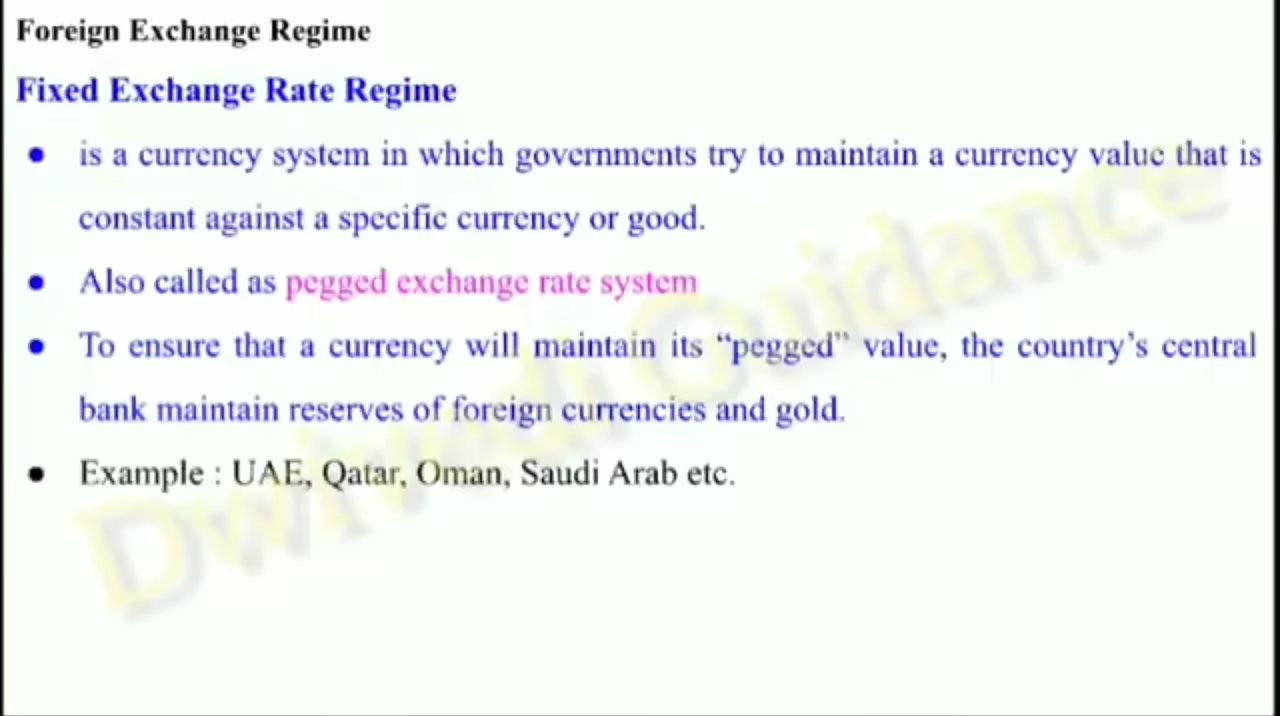 Foreign Exchange Regime
Fixed Exchange Rate Regime
● is a currency system in which governments try to maintain a currency value that is
constant against a specific currency or good.
● Also called as pegged exchange rate system
● To ensure that a currency will maintain its “pegged” value, the country’s central
bank maintain reserves of foreign currencies and gold.
● Example : UAE, Qatar, Oman, Saudi Arab etc.
Dwivedi Guidance